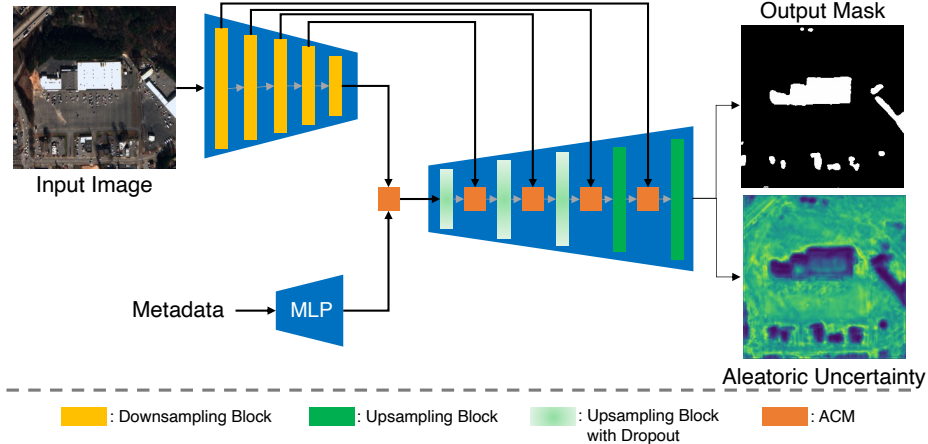 Output Mask
Input Image
Metadata
MLP
Aleatoric Uncertainty
: Downsampling Block
: Upsampling Block
: Upsampling Block
with Dropout
: ACM